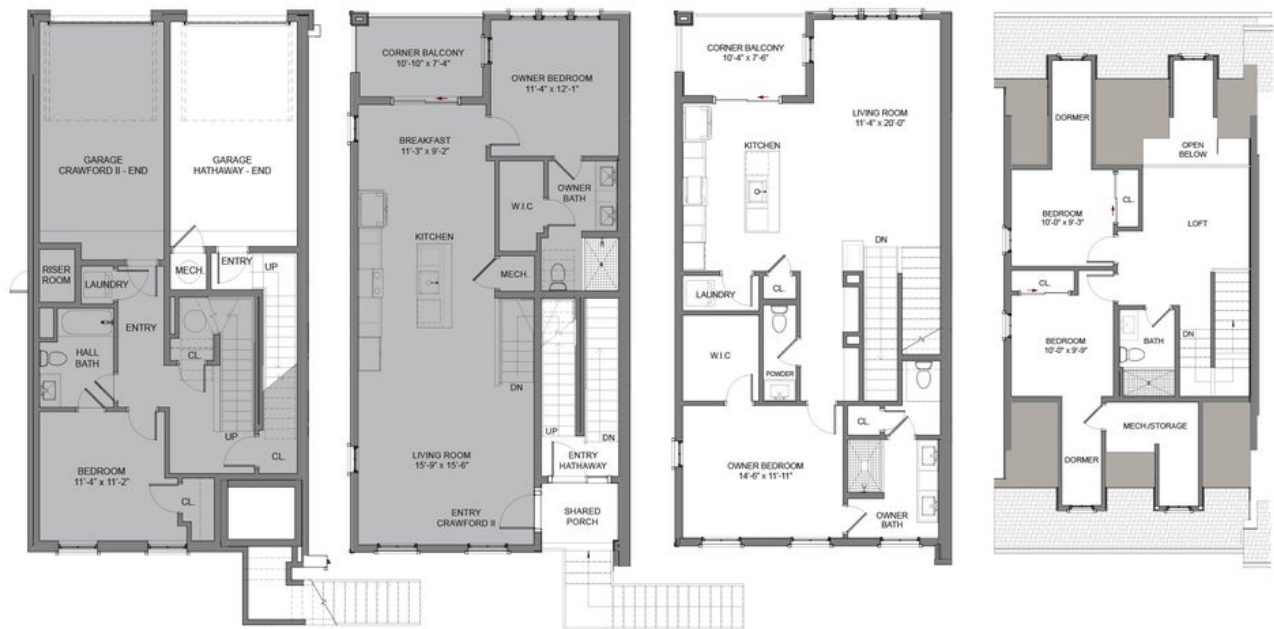 GARAGE
CRAWFORD II - END
GARAGE
HATHAWAY - END
RISER
ROOM
LAUNDRY
MECH.
ENTRY
UP
ENTRY
HALL
BATH
CL.
UP
CL.
BEDROOM
11'-4" x 11'-2"
CL.
CORNER BALCONY
10'-10" x 7'-4"
OWNER BEDROOM
11'-4" x 12'-1"
BREAKFAST
11'-3" x 9'-2"
W.I.C
OWNER
BATH
KITCHEN
MECH.
DN
UP
DN
ENTRY
HATHAWAY
LIVING ROOM
15'-9" x 15'-6"
ENTRY
CRAWFORD II
SHARED
PORCH
CORNER BALCONY
10'-4" x 7'-6"
LIVING ROOM
11'-4" x 20'-0"
KITCHEN
DN
LAUNDRY
CL.
W.I.C
POWDER
CL.
OWNER BEDROOM
14'-6" x 11'-11"
OWNER
BATH
DORMER
OPEN
BELOW
CL.
BEDROOM
10'-0" x 9'-3"
LOFT
CL.
BEDROOM
10'-0" x 9'-9"
BATH
DN
MECH./STORAGE
DORMER